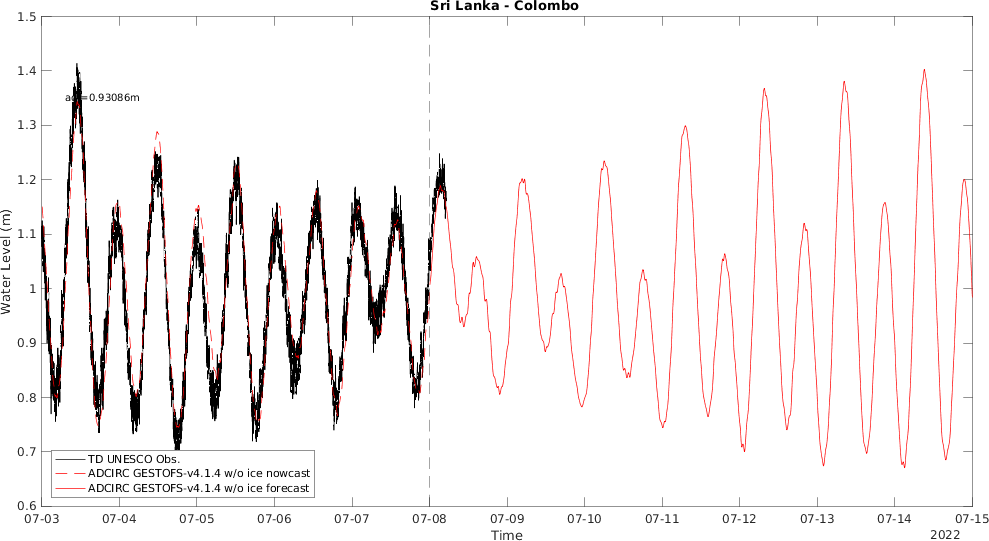 Sri Lanka - Colombo
1.5
1.4
1.3
1.2
1.1
1
0.9
0.8
0.7
0.6
Water Level (m)
=0.93086m
TD UNESCO Obs.
ADCIRC GESTOFS-v4.1.4 w/o ice nowcast
ADCIRC GESTOFS-v4.1.4 w/o ice forecast
07-03 07-04 07-05 07-06 07-07 07-08 07-09 07-10 07-11 07-12 07-13 07-14 07-15
Time
2022